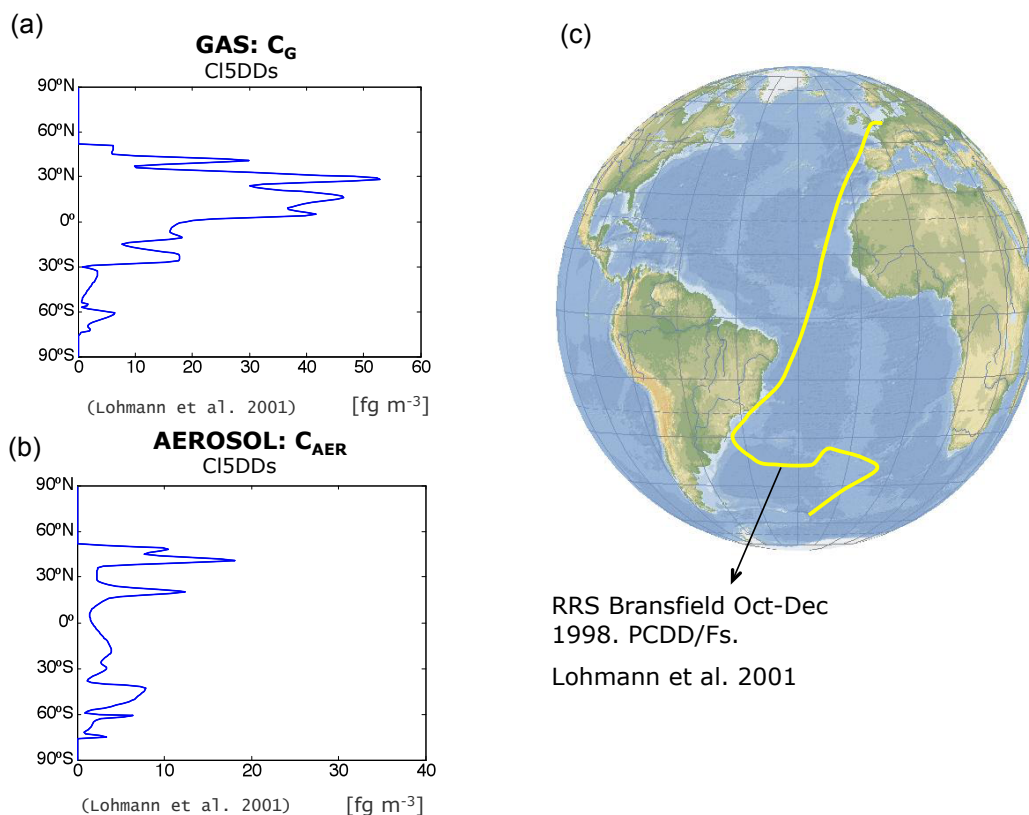 (a)
GAS: CG
Cl5DDs
90ºN
60ºN
30ºN
0º
30ºS
60ºS
90ºS
0 10 20 30 40 50 60
(Lohmann et al. 2001) [fg m-3]
(b)
AEROSOL: CAER
Cl5DDs
90ºN
60ºN
30ºN
0º
30ºS
60ºS
90ºS
0 10 20 30 40
(Lohmann et al. 2001) [fg m-3]
(c)
RRS Bransfield Oct-Dec
1998. PCDD/Fs.
Lohmann et al. 2001